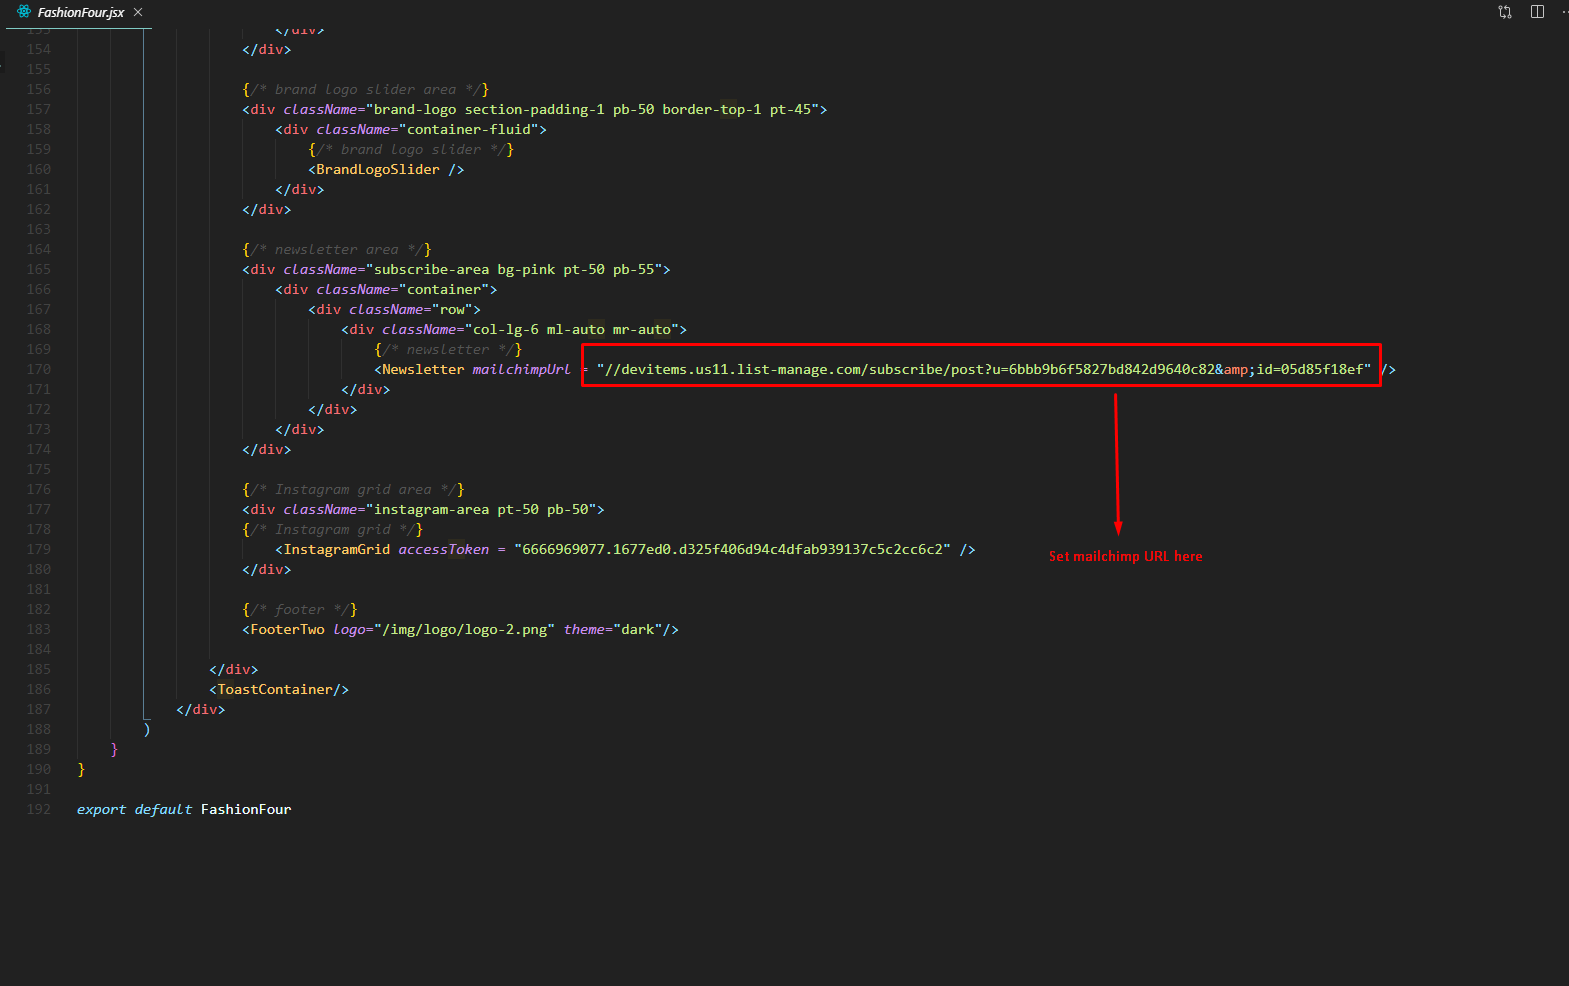 FashionFour.jsx
153 </div>
154 </div>
155
156 {/* brand logo slider area */}
157 <div className="brand-logo section-padding-1 pb-50 border-top-1 pt-45">
158 <div className="container-fluid">
159 {/* brand logo slider */}
160 <BrandLogoSlider />
161 </div>
162 </div>
163
164 {/* newsletter area */}
165 <div className="subscribe-area bg-pink pt-50 pb-55">
166 <div className="container">
167 <div className="row">
168 <div className="col-lg-6 ml-auto mr-auto">
169 {/* newsletter */}
170 <Newsletter mailchimpUrl = "//devitems.us11.list-manage.com/subscribe/post?u=6bbb9b6f5827bd842d9640c82&amp;id=05d85f18ef" />
171 </div>
172 </div>
173 </div>
174 </div>
175
176 {/* Instagram grid area */}
177 <div className="instagram-area pt-50 pb-50">
178 {/* Instagram grid */}
179 <InstagramGrid accessToken = "6666969077.1677ed0.d325f406d94c4dfab939137c5c2cc6c2" />
Set mailchimp URL here
180 </div>
181
182 {/* footer */}
183 <FooterTwo logo="/img/logo/logo-2.png" theme="dark"/>
184
185 </div>
186 <ToastContainer/>
187 </div>
188 )
189 }
190 }
191
192 export default FashionFour